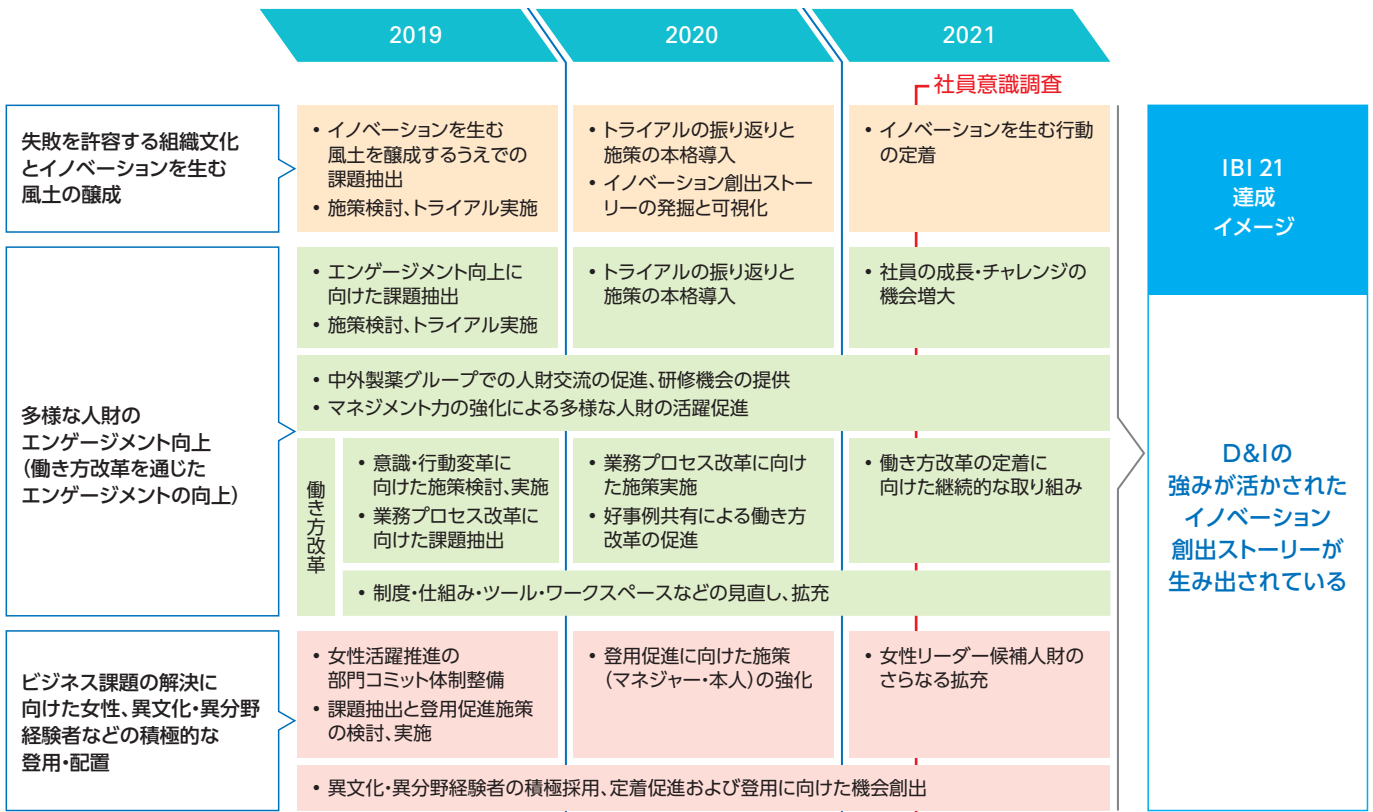 2019
2020
2021
社員意識調査
失敗を許容する組織文化
とイノベーションを生む
風土の醸成
• イノベーションを生む
風土を醸成するうえでの
課題抽出
• 施策検討、トライアル実施
• トライアルの振り返りと
施策の本格導入
• イノベーション創出ストー
リーの発掘と可視化
• イノベーションを生む行動
の定着
多様な人財の
エンゲージメント向上
(働き方改革を通じた
エンゲージメントの向上)
• エンゲージメント向上に
向けた課題抽出
• 施策検討、トライアル実施
• トライアルの振り返りと
施策の本格導入
• 社員の成長・チャレンジの
機会増大
• 中外製薬グループでの人財交流の促進、研修機会の提供
• マネジメント力の強化による多様な人財の活躍促進
働き方改革
• 意識・行動変革に
向けた施策検討、実施
• 業務プロセス改革に
向けた課題抽出
• 業務プロセス改革に向け
た施策実施
• 好事例共有による働き方
改革の促進
• 働き方改革の定着に
向けた継続的な取り組み
• 制度・仕組み・ツール・ワークスペースなどの見直し、拡充
ビジネス課題の解決に
向けた女性、異文化・異分野
経験者などの積極的な
登用・配置
• 女性活躍推進の
部門コミット体制整備
• 課題抽出と登用促進施策
の検討、実施
• 登用促進に向けた施策
(マネジャー・本人)の強化
• 女性リーダー候補人財の
さらなる拡充
• 異文化・異分野経験者の積極採用、定着促進および登用に向けた機会創出
IBI 21
達成
イメージ
D&Iの
強みが活かされた
イノベーション
創出ストーリーが
生み出されている